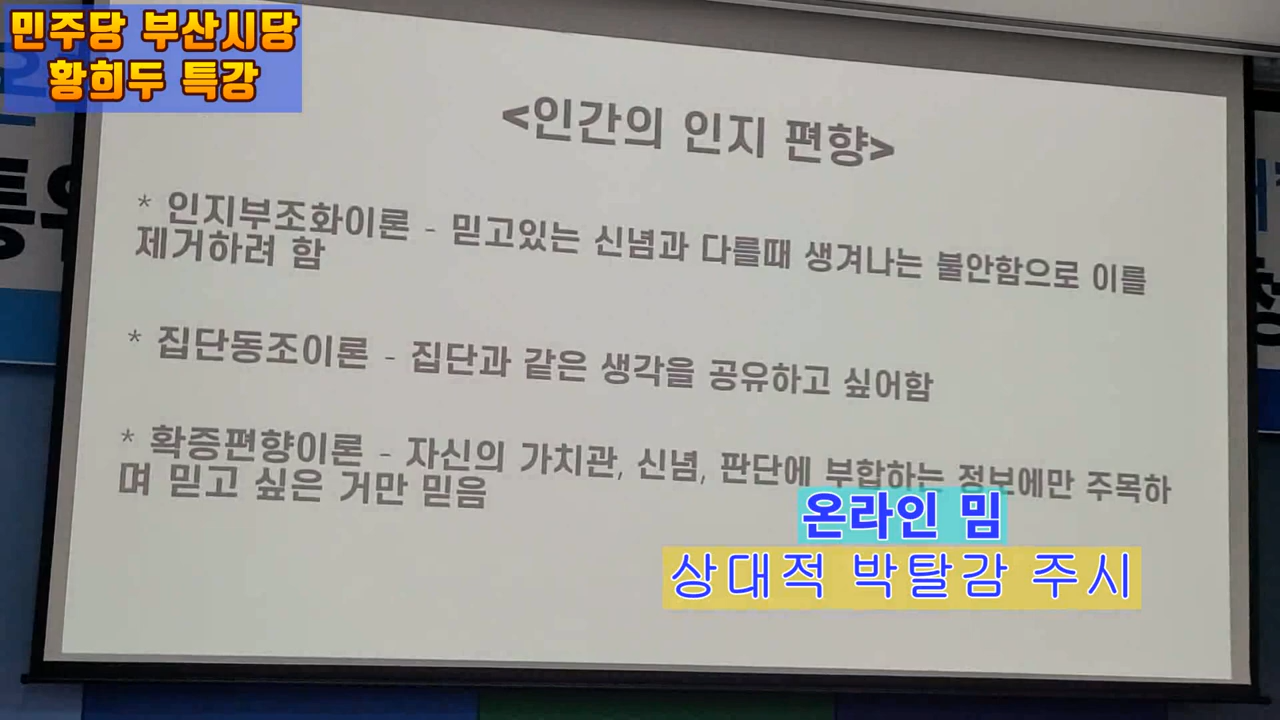 민주당 부산시당
황희두 특강
<인간의 인지 편향>
* 인지부조화이론 - 믿고있는 신념과 다를때 생겨나는 불안함으로 이를
제거하려 함
* 집단동조이론 - 집단과 같은 생각을 공유하고 싶어함
* 확증편향이론 - 자신의 가치관, 신념, 판단에 부합하는 정보에만 주목하
며 믿고 싶은 거만 믿음
온라인 밈
상대적 박탈감 주시